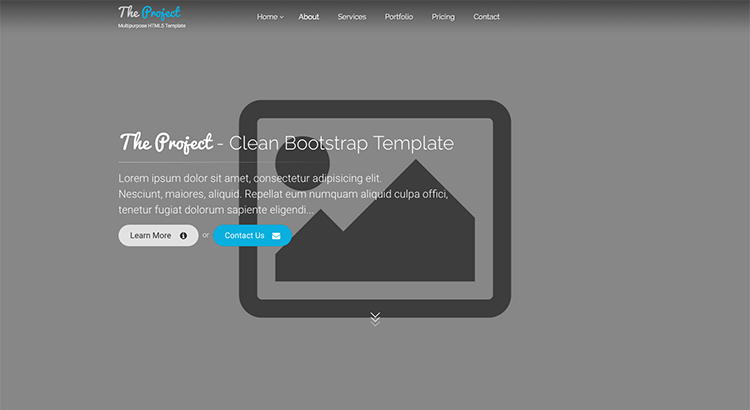 The Project
Multipurpose HTML5 Template
Home About Services Portfolio Pricing Contact
The Project - Clean Bootstrap Template
Lorem ipsum dolor sit amet, consectetur adipisicing elit.
Nesciunt, maiores, aliquid. Repellat eum numquam aliquid culpa offici,
tenetur fugiat dolorum sapiente eligendi...
Learn More or Contact Us